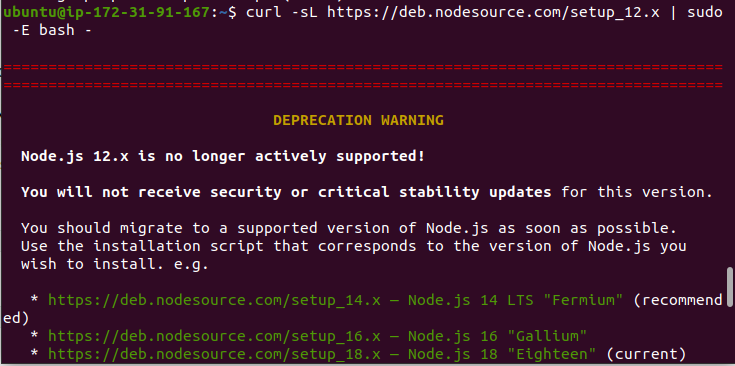 ubuntu@ip-172-31-91-167:~$ curl -sL https://deb.nodesource.com/setup_12.x | sudo
-E bash -
================================================================================
================================================================================
DEPRECATION WARNING
Node.js 12.x is no longer actively supported!
You will not receive security or critical stability updates for this version.
You should migrate to a supported version of Node.js as soon as possible.
Use the installation script that corresponds to the version of Node.js you
wish to install. e.g.
* https://deb.nodesource.com/setup_14.x — Node.js 14 LTS "Fermium" (recommend
ed)
* https://deb.nodesource.com/setup_16.x — Node.js 16 "Gallium"
* https://deb.nodesource.com/setup_18.x — Node.js 18 "Eighteen" (current)